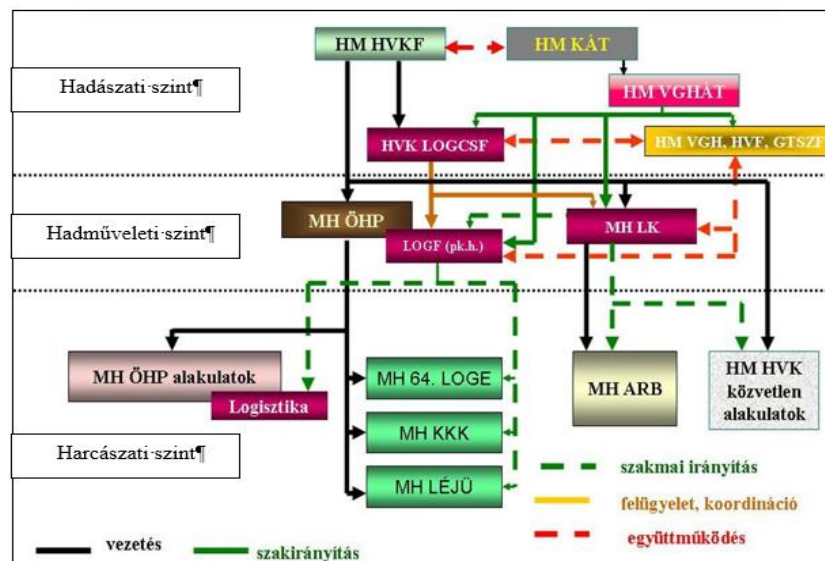 HM HVKF
HM KÁT
Hadászati·szint¶
HM VGHÁT
HVK LOGCSF
HM VGH, HVF, GTSZF
Hadműveleti·szint¶
MH ÖHP
LOGF (pk.h.)
MH LK
MH ÖHP alakulatok
Logisztika
MH 64. LOGE
MH KKK
MH LÉJÜ
MH ARB
HM HVK
közvetlen
alakulatok
Harcászati·szint¶
szakmai irányítás
felügyelet, koordináció
együttműködés
vezetés
szakirányítás